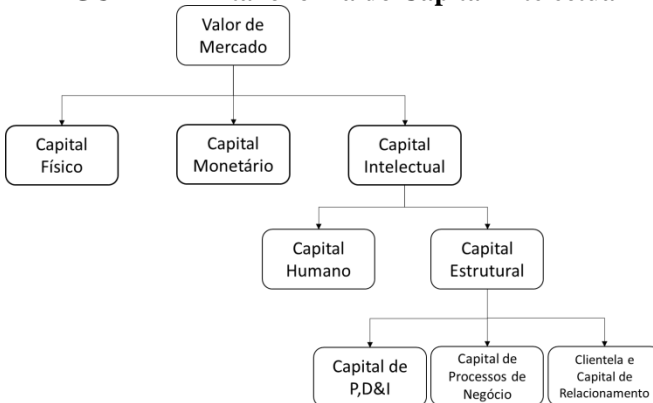 Valor de
Mercado
Capital
Físico
Capital
Monetário
Capital
Intelectual
Capital
Humano
Capital
Estrutural
Capital de
P,D&I
Capital de
Processos de
Negócio
Clientela e
Capital de
Relacionamento